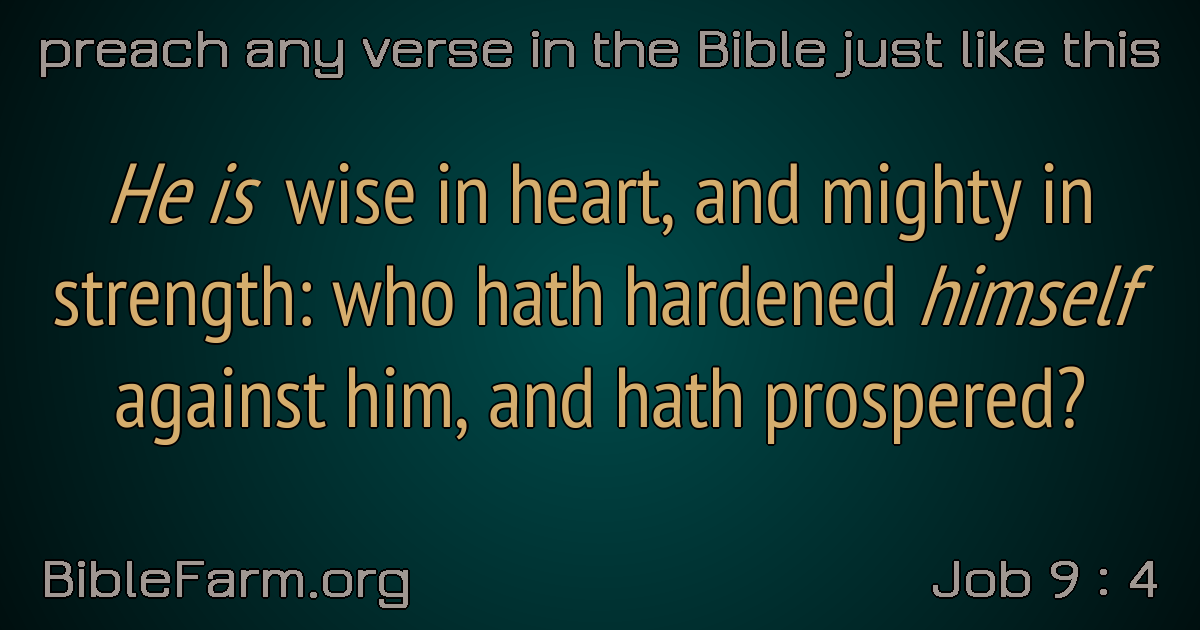 preach any verse in the Bible just like this
He is wise in heart, and mighty in
strength: who hath hardened himself
against him, and hath prospered?
BibleFarm.org
Job 9 : 4